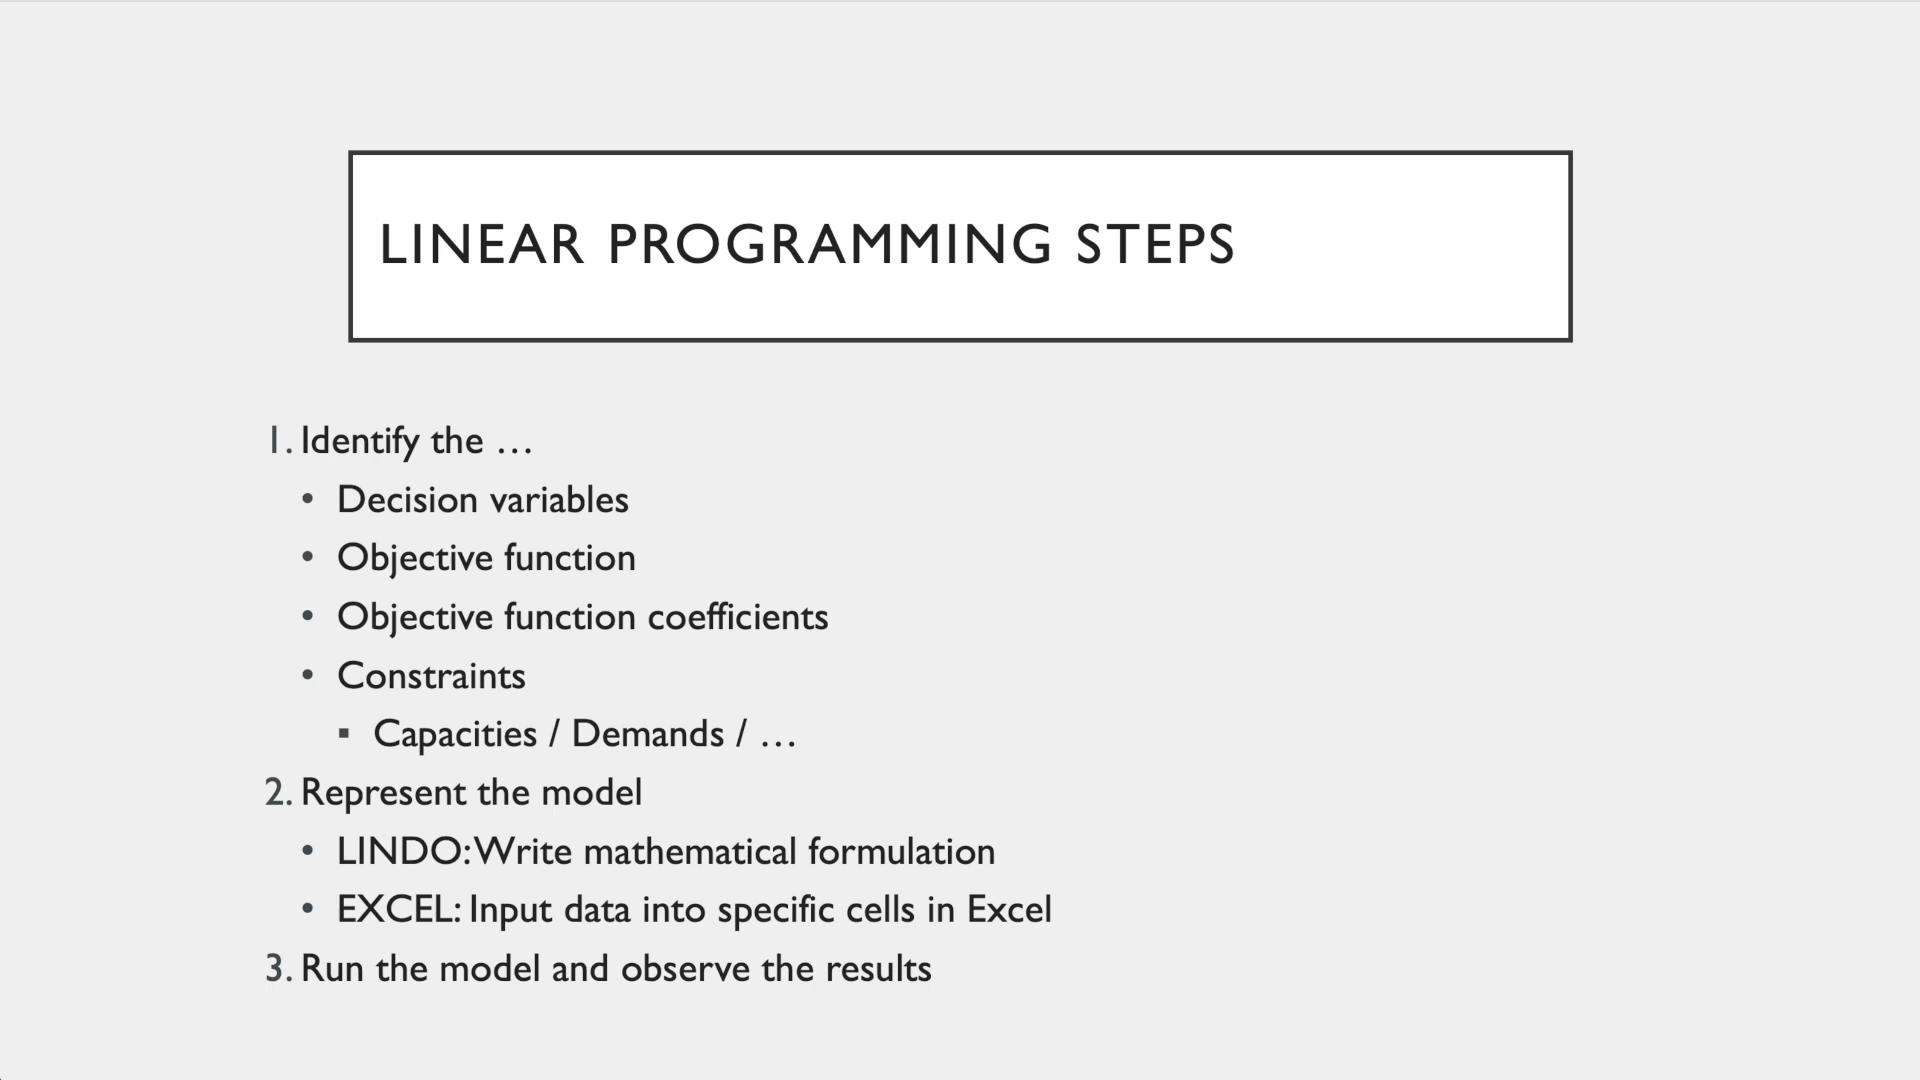 LINEAR PROGRAMMING STEPS
1. Identify the …
• Decision variables
• Objective function
• Objective function coefficients
• Constraints
▪ Capacities / Demands / …
2. Represent the model
• LINDO: Write mathematical formulation
• EXCEL: Input data into specific cells in Excel
3. Run the model and observe the results